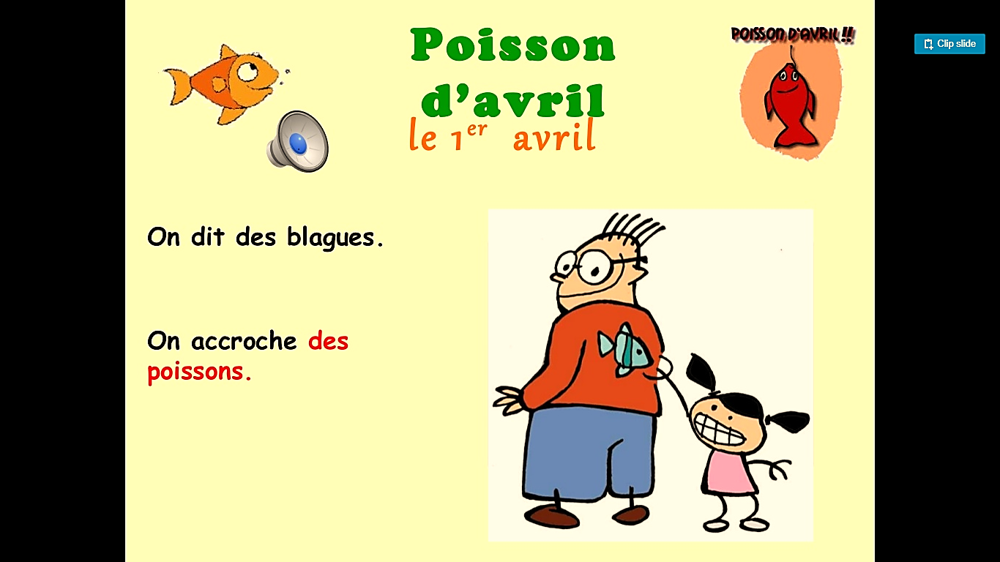 Poisson
d'avril
le 1er avril
POISSON D'AVRIL !!
Clip slide
On dit des blagues.
On accroche des
poissons.